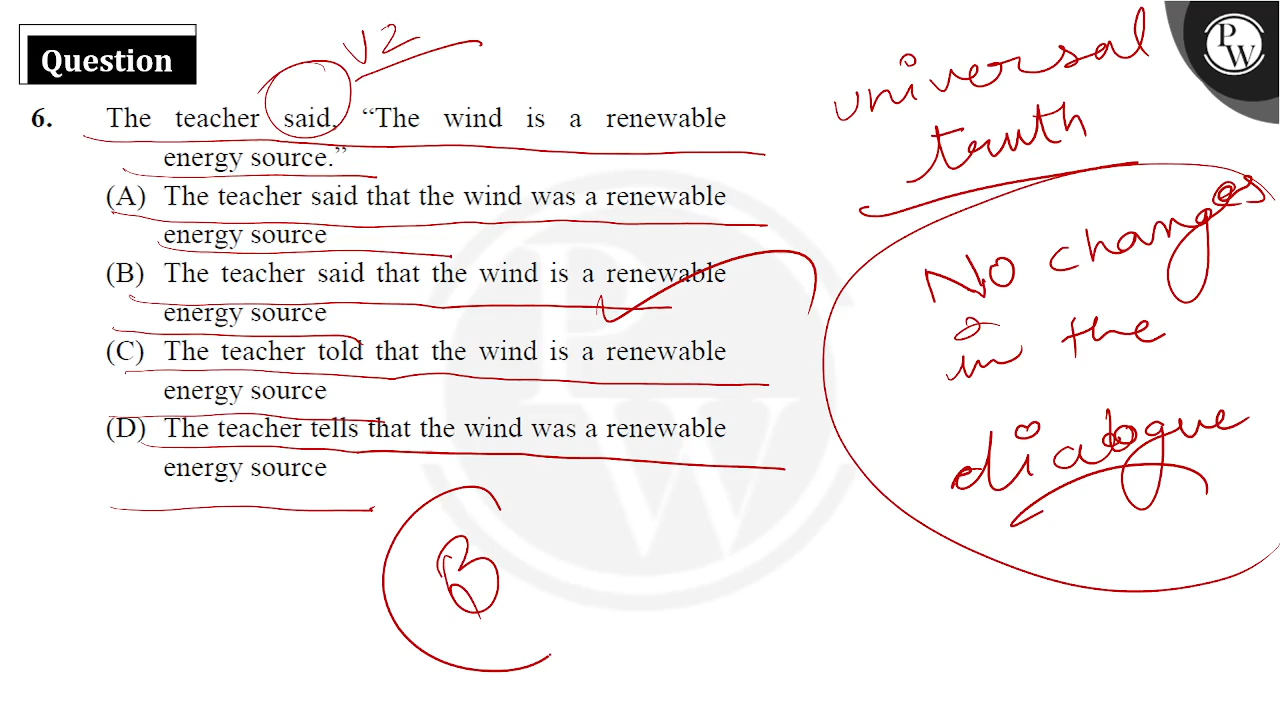 Question
V2
6. The teacher said, “The wind is a renewable
energy source.”
(A) The teacher said that the wind was a renewable
energy source
(B) The teacher said that the wind is a renewable
energy source
(C) The teacher told that the wind is a renewable
energy source
(D) The teacher tells that the wind was a renewable
energy source
B
universal
truth
No changes
in the
dialogue
PW
PW